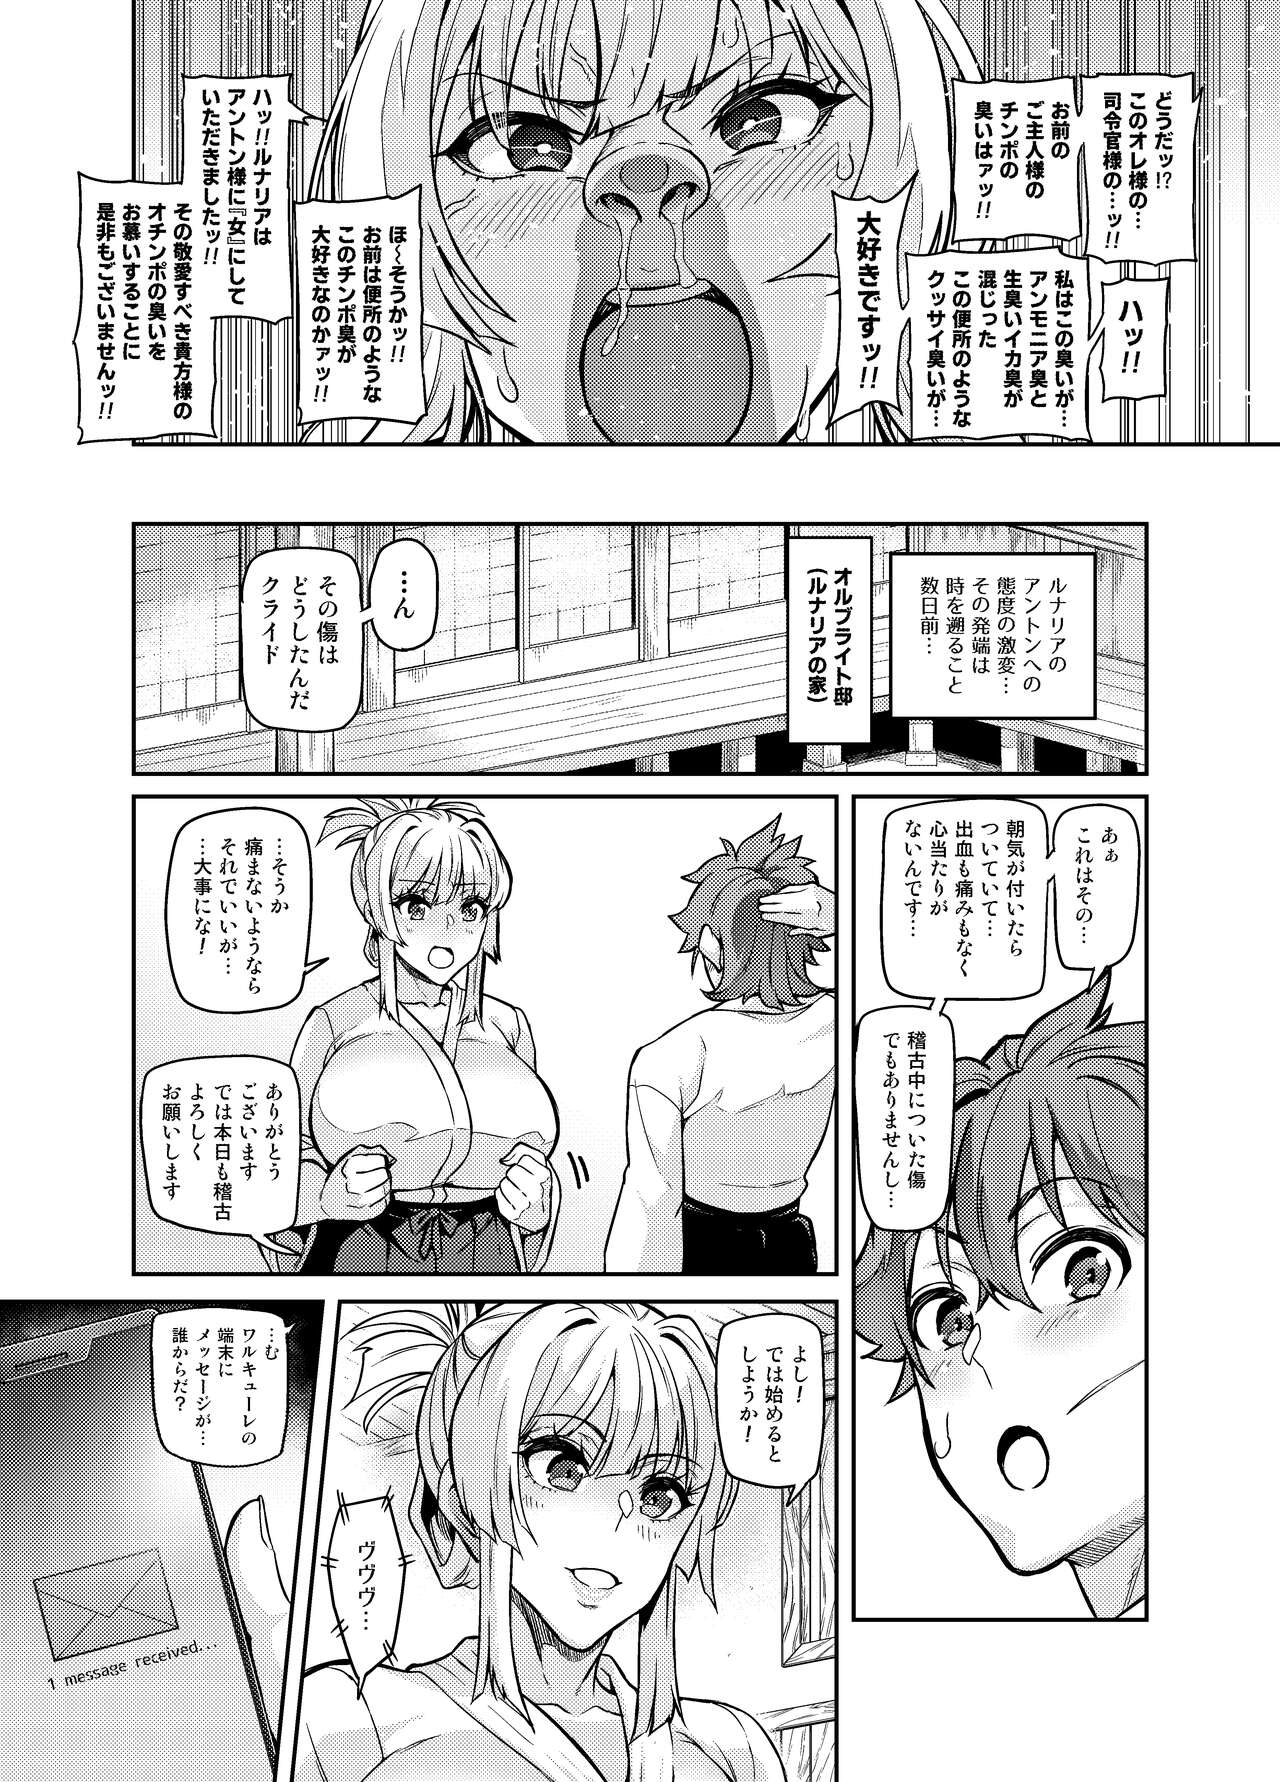 どうだッ!?
このオレ様の…
司令官様の…ッ!!
お前の
ご主人様の
チンポの
臭いはァッ!!
ハッ!!
私はこの臭いが…
アンモニア臭と
生臭いイカ臭が
混じった
この便所のような
クッサイ臭いが…
大好きですッ!!
ほ～そうかッ!!
お前は便所のような
このチンポ臭が
大好きなのかァッ!!
ハッ!!ルナリアは
アントン様に『女』にして
いただきましたッ!!
その敬愛すべき貴方様の
オチンポの臭いを
お慕いすることに
是非もございませんッ!!
ルナリアの
アントンへの
態度の激変…
その発端は
時を遡ること
数日前…
オルブライト邸
(ルナリアの家)
…ん
その傷は
どうしたんだ
クライド
あぁ
これはその…
朝気が付いたら
ついていて…
出血も痛みもなく
心当たりが
ないんです…
稽古中についた傷
でもありませんし…
…そうか
痛まないようなら
それでいいが…
…大事にな!
ありがとう
ございます
では本日も稽古
よろしく
お願いします
よし!
では始めると
しようか!
ヴヴヴ…
…む
ワルキューレの
端末に
メッセージが…
誰からだ?
1 message received...